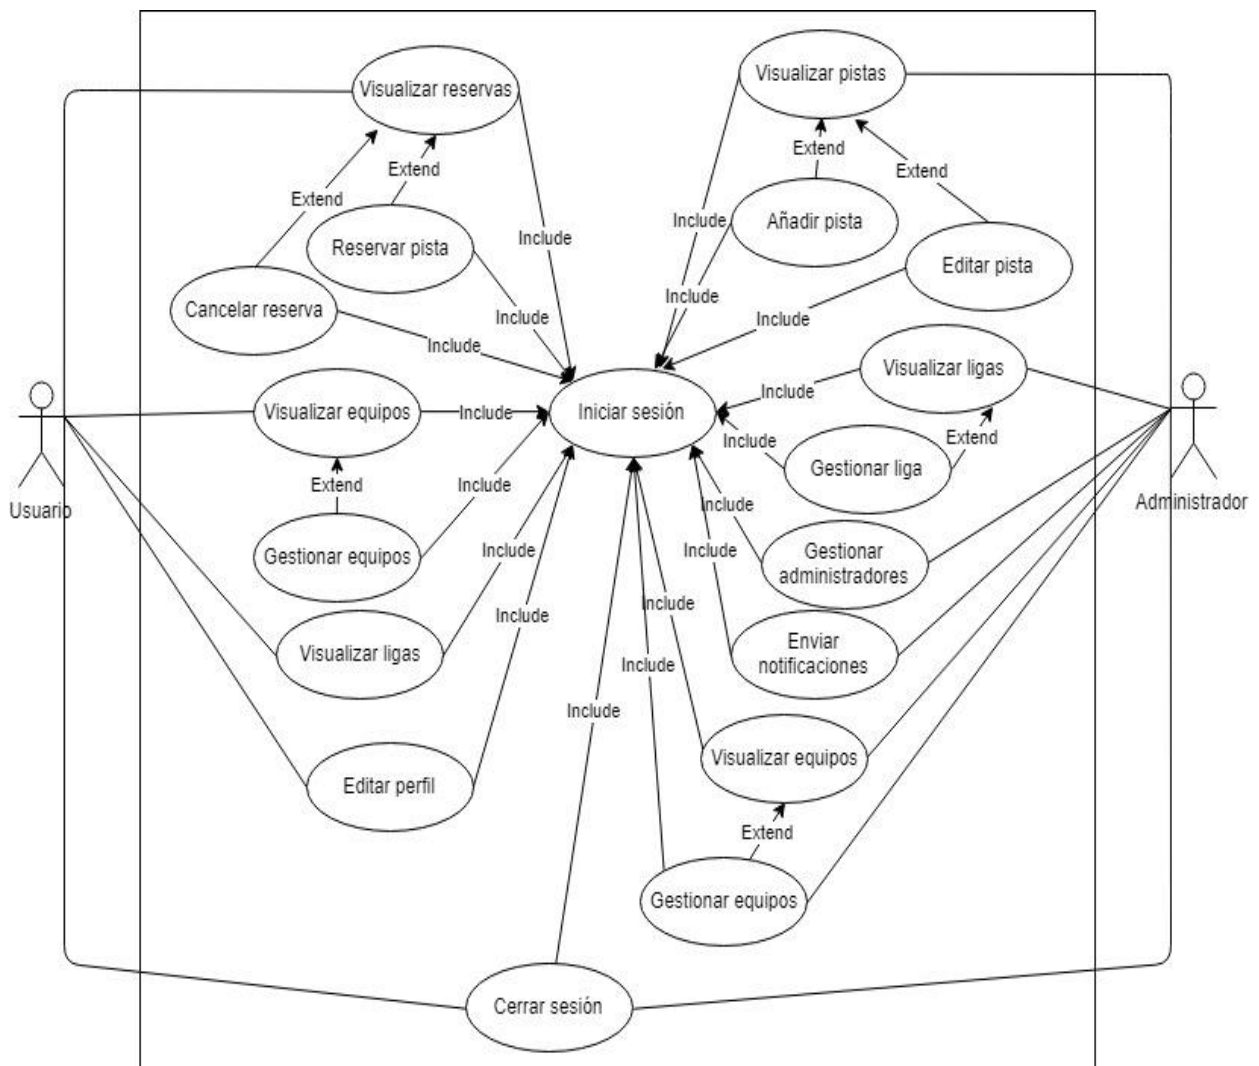 Visualizar pistas
Visualizar reservas
Extend
Extend
Extend
Extend
Include
Añadir pista
Include
Reservar pista
Editar pista
Include
Cancelar reserva
Include
Include
Include
Visualizar ligas
Visualizar equipos
Include
Iniciar sesión
Include
Include
Extend
Gestionar liga
Extend
Include
Usuario
Administrador
Include
Include
Include
Gestionar equipos
Gestionar
administradores
Include
Include
Enviar
notificaciones
Visualizar ligas
Include
Include
Visualizar equipos
Editar perfil
Extend
Gestionar equipos
Cerrar sesión